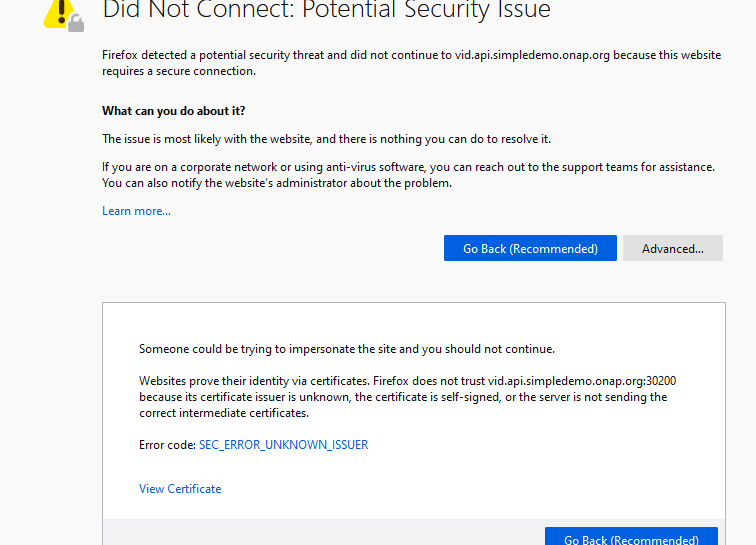 Did Not Connect: Potential Security Issue
Firefox detected a potential security threat and did not continue to vid.api.simpledemo.onap.org because this website
requires a secure connection.
What can you do about it?
The issue is most likely with the website, and there is nothing you can do to resolve it.
If you are on a corporate network or using anti-virus software, you can reach out to the support teams for assistance.
You can also notify the website's administrator about the problem.
Learn more...
Go Back (Recommended)
Advanced...
Someone could be trying to impersonate the site and you should not continue.
Websites prove their identity via certificates. Firefox does not trust vid.api.simpledemo.onap.org:30200
because its certificate issuer is unknown, the certificate is self-signed, or the server is not sending the
correct intermediate certificates.
Error code: SEC_ERROR_UNKNOWN_ISSUER
View Certificate
Go Back (Recommended)